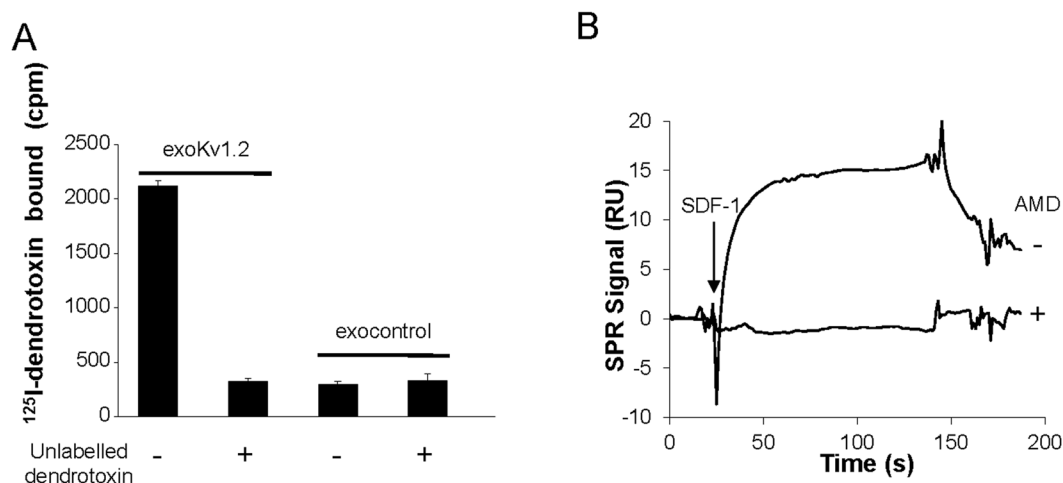 A
¹²⁵I-dendrotoxin bound (cpm)
2500
2000
1500
1000
500
0
exoKv1.2
exocontrol
Unlabelled
dendrotoxin
- + - +
B
SPR Signal (RU)
20
15
10
5
0
-5
-10
SDF-1
AMD
-
+
0 50 100 150 200
Time (s)